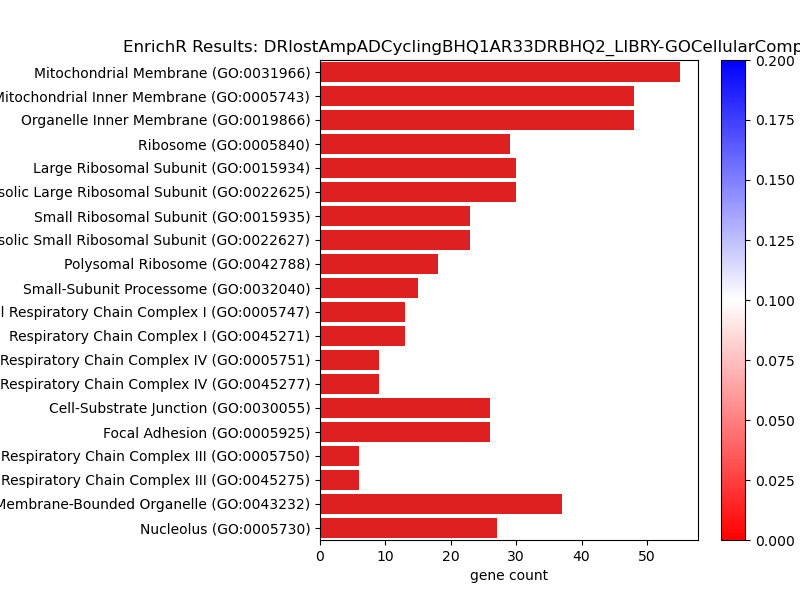 EnrichR Results: DRlostAmpADCyclingBHQ1AR33DRBHQ2_LIBRY-GOCellularComp
Mitochondrial Membrane (GO:0031966)
Mitochondrial Inner Membrane (GO:0005743)
Organelle Inner Membrane (GO:0019866)
Ribosome (GO:0005840)
Large Ribosomal Subunit (GO:0015934)
solic Large Ribosomal Subunit (GO:0022625)
Small Ribosomal Subunit (GO:0015935)
solic Small Ribosomal Subunit (GO:0022627)
Polysomal Ribosome (GO:0042788)
Small-Subunit Processome (GO:0032040)
l Respiratory Chain Complex I (GO:0005747)
Respiratory Chain Complex I (GO:0045271)
Respiratory Chain Complex IV (GO:0005751)
Respiratory Chain Complex IV (GO:0045277)
Cell-Substrate Junction (GO:0030055)
Focal Adhesion (GO:0005925)
Respiratory Chain Complex III (GO:0005750)
Respiratory Chain Complex III (GO:0045275)
Membrane-Bounded Organelle (GO:0043232)
Nucleolus (GO:0005730)
0 10 20 30 40 50
gene count
0.200
0.175
0.150
0.125
0.100
0.075
0.050
0.025
0.000